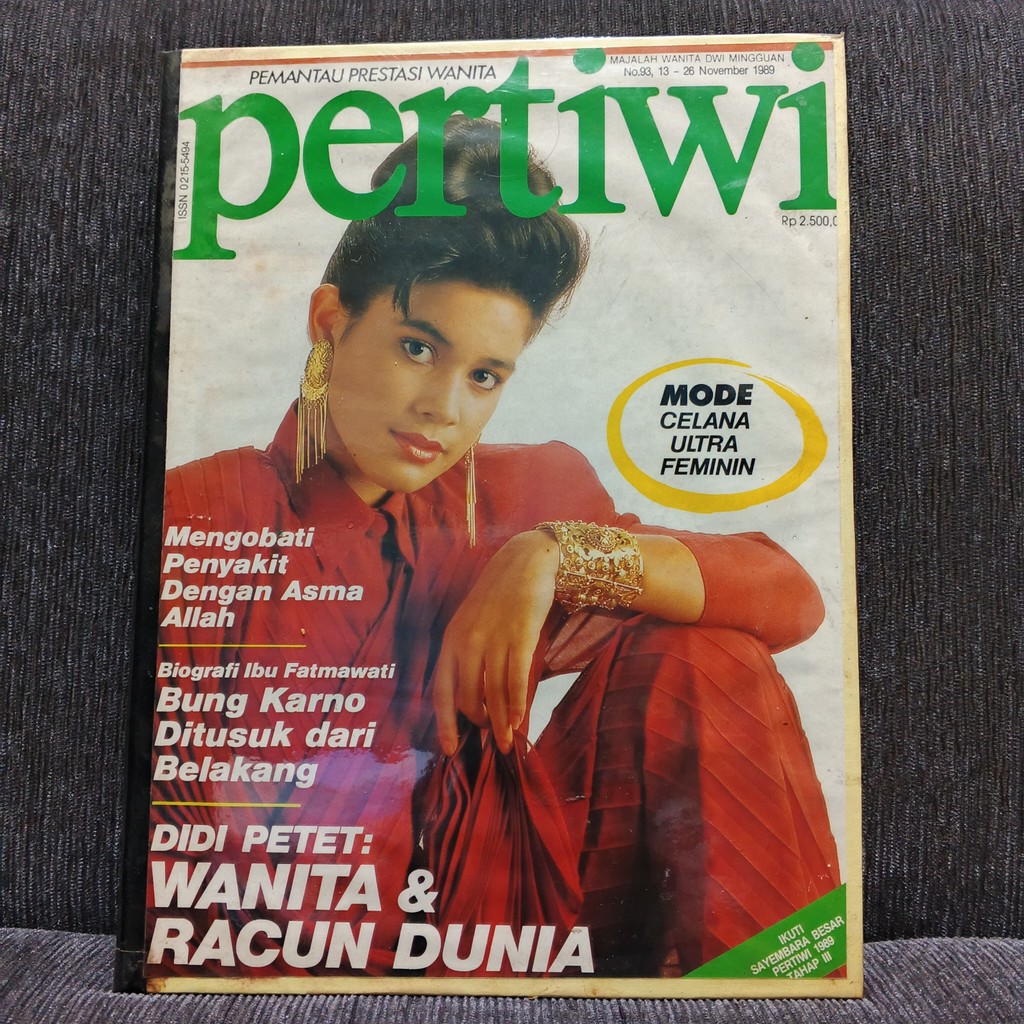 PEMANTAU PRESTASI WANITA
MAJALAH WANITA DWI MINGGUAN
No.93, 13 - 26 November 1989
pertiwi
ISSN 0215-5494
Rp 2.500,0
MODE
CELANA
ULTRA
FEMININ
Mengobati
Penyakit
Dengan Asma
Allah
Biografi Ibu Fatmawati
Bung Karno
Ditusuk dari
Belakang
DIDI PETET:
WANITA &
RACUN DUNIA
IKUTI
SAYEMBARA BESAR
PERTIWI 1989
TAHAP III